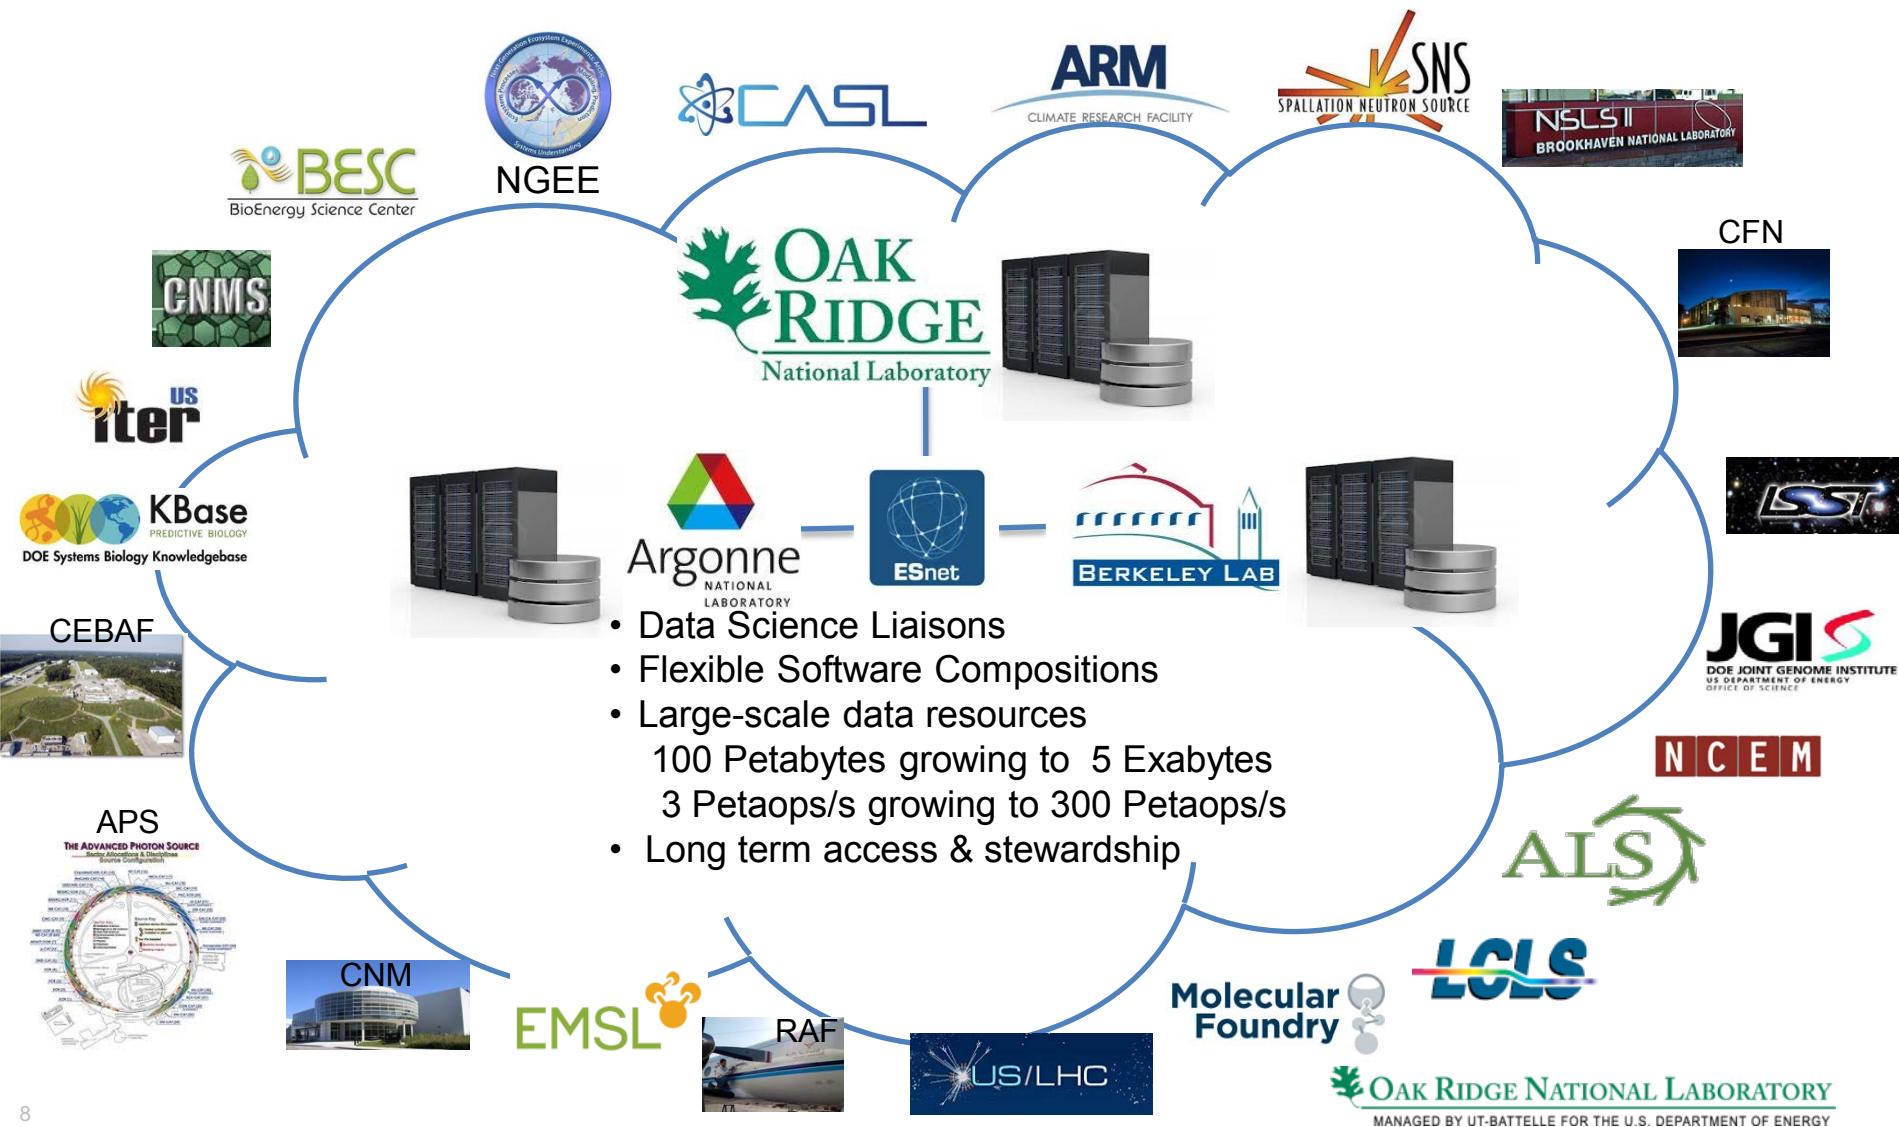 NGEE
CASL
ARM
CLIMATE RESEARCH FACILITY
SNS
SPALLATION NEUTRON SOURCE
NSLS II
BROOKHAVEN NATIONAL LABORATORY
BESC
BioEnergy Science Center
CFN
CNMS
OAK
RIDGE
National Laboratory
US
iter
KBase
PREDICTIVE BIOLOGY
DOE Systems Biology Knowledgebase
Argonne
NATIONAL
LABORATORY
ESnet
BERKELEY LAB
LSST
CEBAF
• Data Science Liaisons
• Flexible Software Compositions
• Large-scale data resources
100 Petabytes growing to 5 Exabytes
3 Petaops/s growing to 300 Petaops/s
• Long term access & stewardship
JGI
DOE JOINT GENOME INSTITUTE
US DEPARTMENT OF ENERGY
OFFICE OF SCIENCE
NCEM
ALS
APS
THE ADVANCED PHOTON SOURCE
Sector Allocations & Disciplines
Source Configuration
CNM
EMSL
RAF
US/LHC
Molecular
Foundry
LCLS
OAK RIDGE NATIONAL LABORATORY
MANAGED BY UT-BATTELLE FOR THE U.S. DEPARTMENT OF ENERGY
8